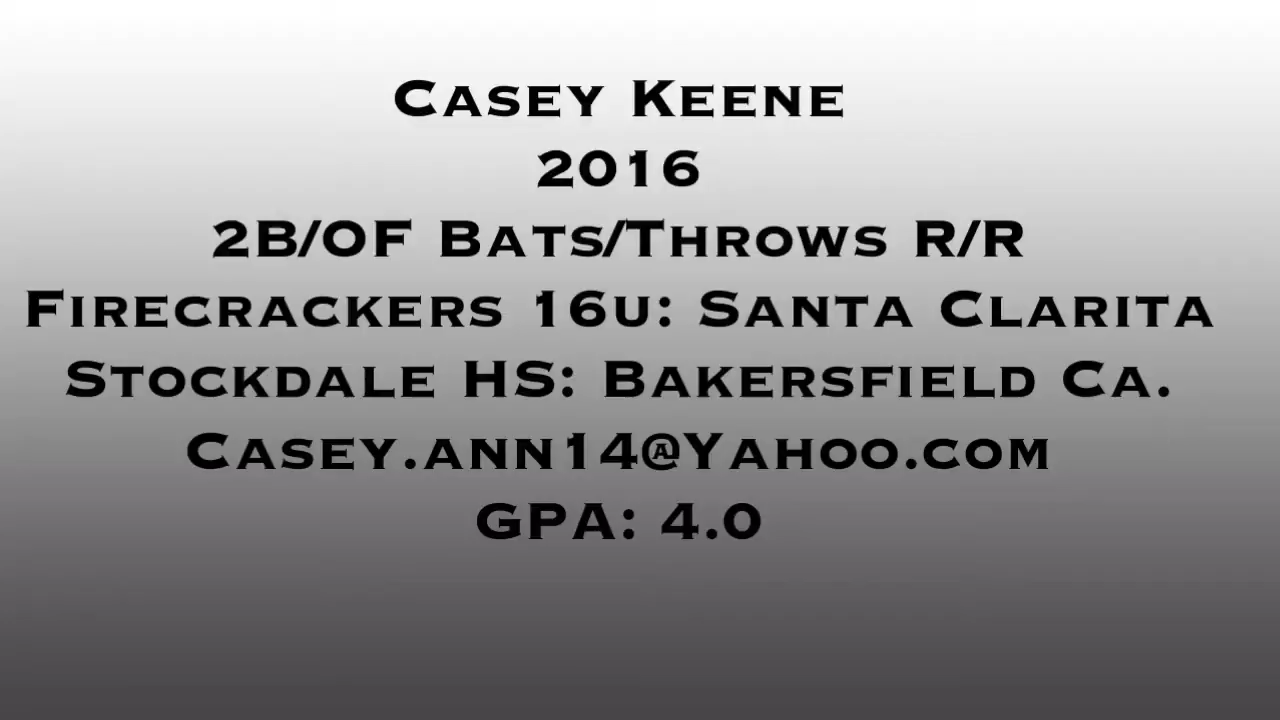 Casey Keene
2016
2B/OF Bats/Throws R/R
Firecrackers 16u: Santa Clarita
Stockdale HS: Bakersfield Ca.
Casey.ann14@Yahoo.com
GPA: 4.0